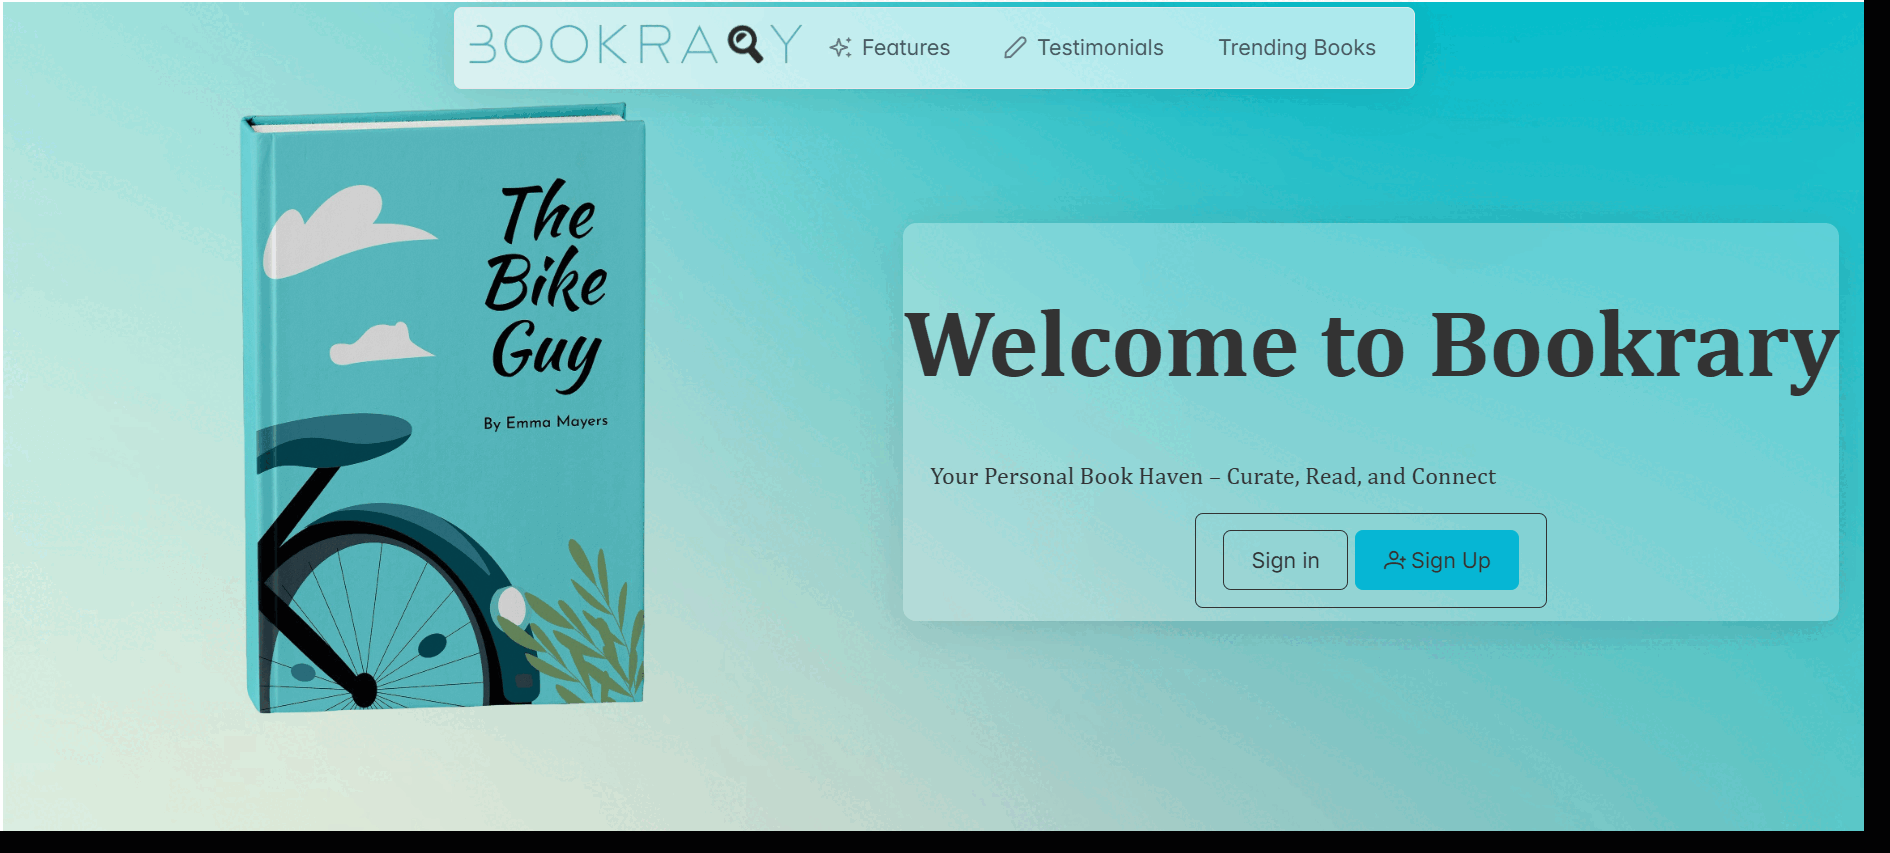 BOOKRA Y
Features
Testimonials
Trending Books
The
Bike
Guy
By Emma Mayers
Welcome to Bookrary
Your Personal Book Haven – Curate, Read, and Connect
Sign in
Sign Up